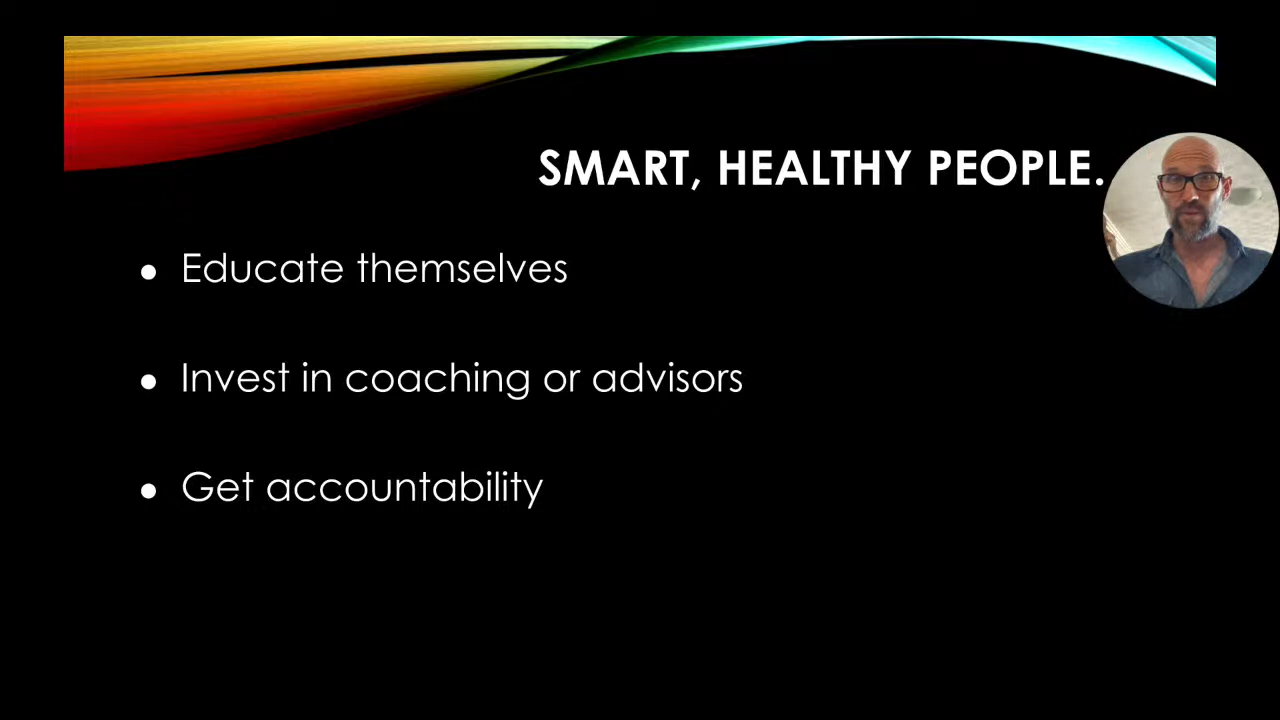 SMART, HEALTHY PEOPLE.
● Educate themselves
● Invest in coaching or advisors
● Get accountability